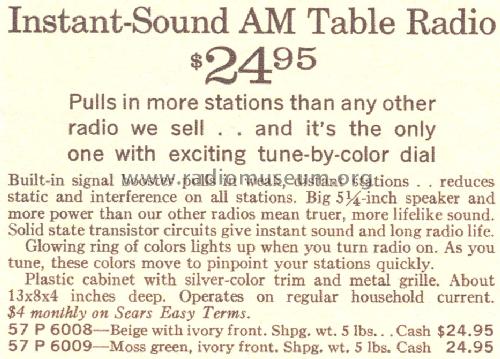 Instant-Sound AM Table Radio
$24.95
Pulls in more stations than any other
radio we sell . . and it's the only
one with exciting tune-by-color dial
www.radiomuseum.org
Built-in signal booster pulls in weak, distant stations . . reduces
static and interference on all stations. Big 5¼-inch speaker and
more power than our other radios mean truer, more lifelike sound.
Solid state transistor circuits give instant sound and long radio life.
Glowing ring of colors lights up when you turn radio on. As you
tune, these colors move to pinpoint your stations quickly.
Plastic cabinet with silver-color trim and metal grille. About
13x8x4 inches deep. Operates on regular household current.
$4 monthly on Sears Easy Terms.
57 P 6008—Beige with ivory front. Shpg. wt. 5 lbs... Cash $24.95
57 P 6009—Moss green, ivory front. Shpg. wt. 5 lbs. Cash 24.95